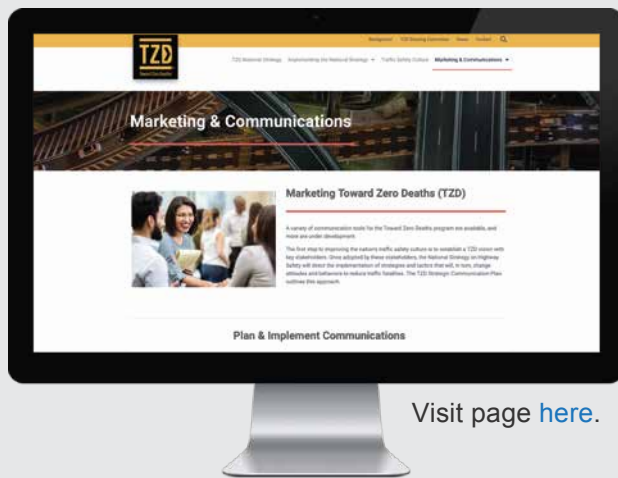 Background TZD Steering Committee News Contact
TZD
Toward Zero Deaths
TZD National Strategy Implementing the National Strategy Traffic Safety Culture Marketing & Communications
Marketing & Communications
Marketing Toward Zero Deaths (TZD)
A variety of communication tools for the Toward Zero Deaths program are available, and
more are under development.
The first step to improving the nation's traffic safety culture is to establish a TZD vision with
key stakeholders. Once adopted by these stakeholders, the National Strategy on Highway
Safety will direct the implementation of strategies and tactics that will, in turn, change
attitudes and behaviors to reduce traffic fatalities. The TZD Strategic Communication Plan
outlines this approach.
Plan & Implement Communications
Visit page here.